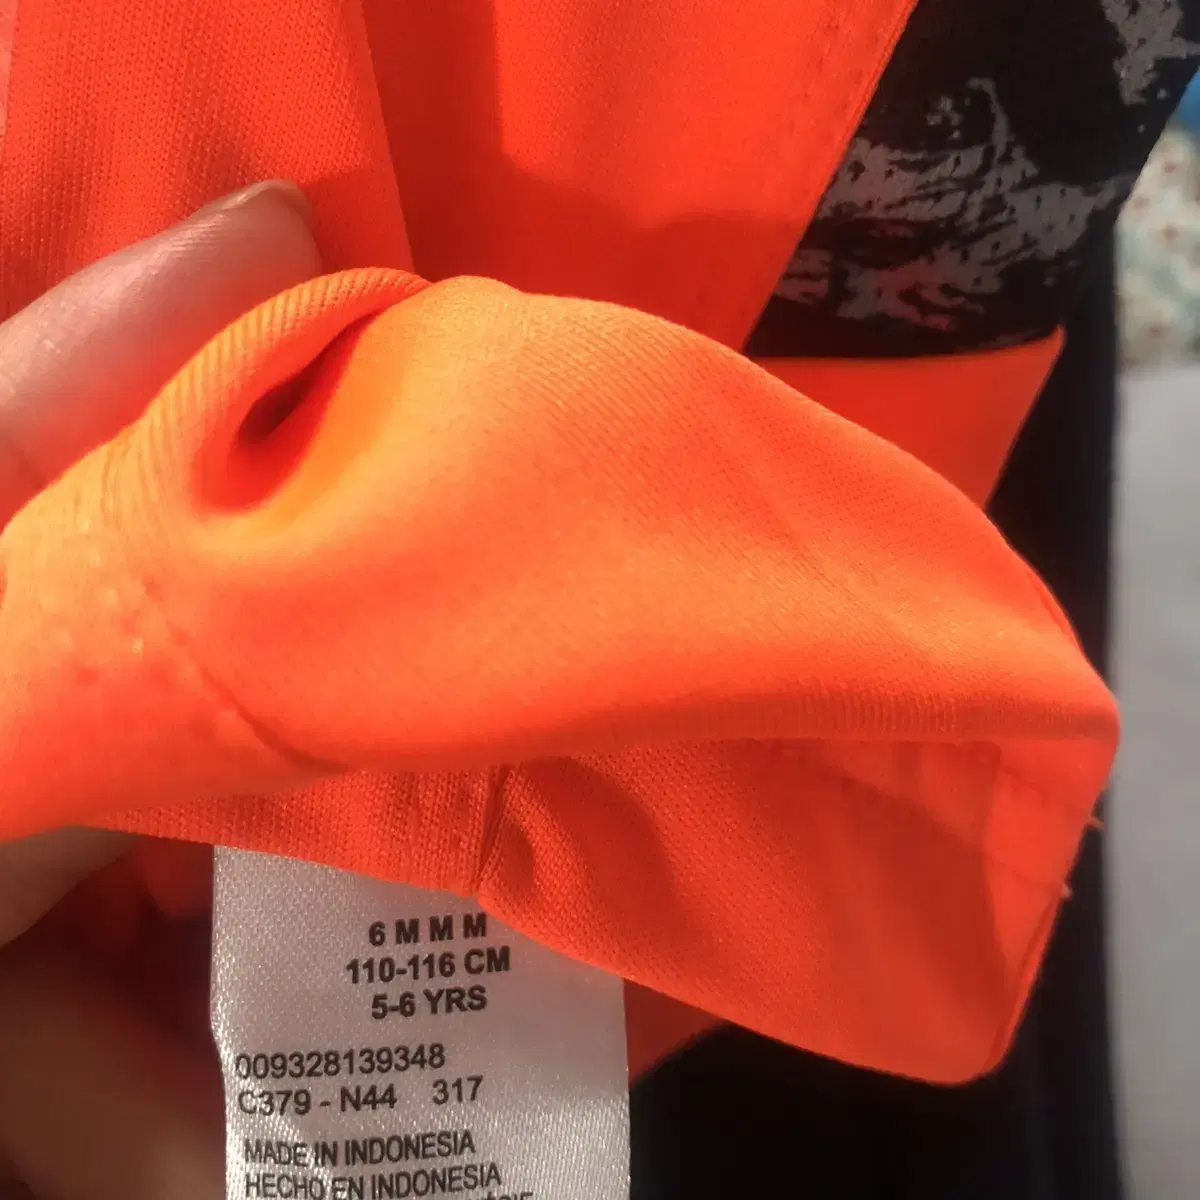 6 M M M
110-116 CM
5-6 YRS
009328139348
C379 - N44 317
MADE IN INDONESIA
HECHO EN INDONESIA